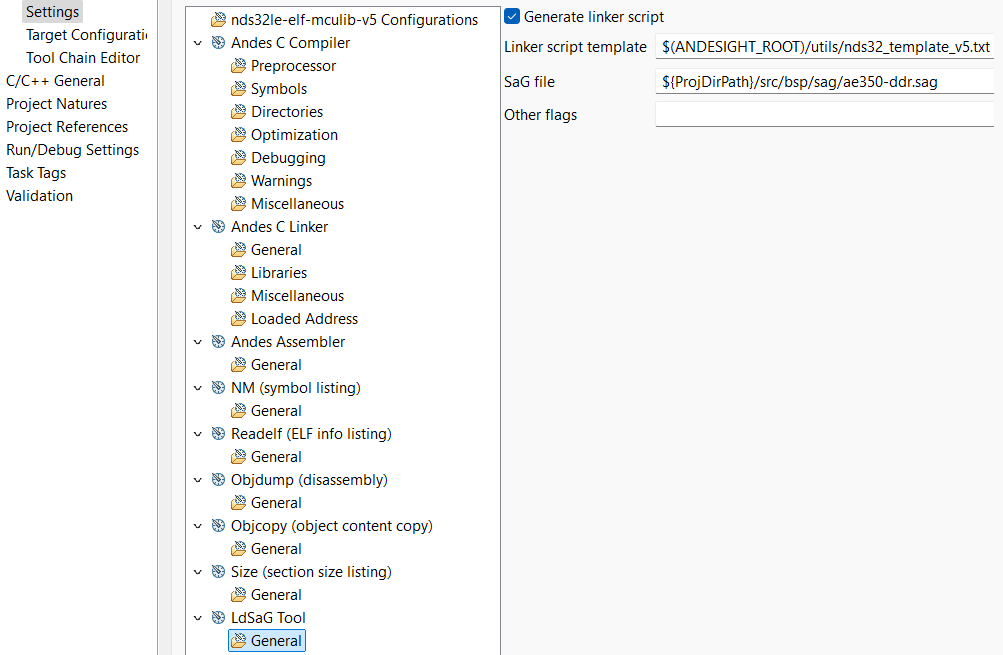 Settings
Target Configurati
Tool Chain Editor
C/C++ General
Project Natures
Project References
Run/Debug Settings
Task Tags
Validation
nds32le-elf-mculib-v5 Configurations
Andes C Compiler
Preprocessor
Symbols
Directories
Optimization
Debugging
Warnings
Miscellaneous
Andes C Linker
General
Libraries
Miscellaneous
Loaded Address
Andes Assembler
General
NM (symbol listing)
General
Readelf (ELF info listing)
General
Objdump (disassembly)
General
Objcopy (object content copy)
General
Size (section size listing)
General
LdSaG Tool
General
Generate linker script
Linker script template $(ANDESIGHT_ROOT)/utils/nds32_template_v5.txt
SaG file ${ProjDirPath}/src/bsp/sag/ae350-ddr.sag
Other flags